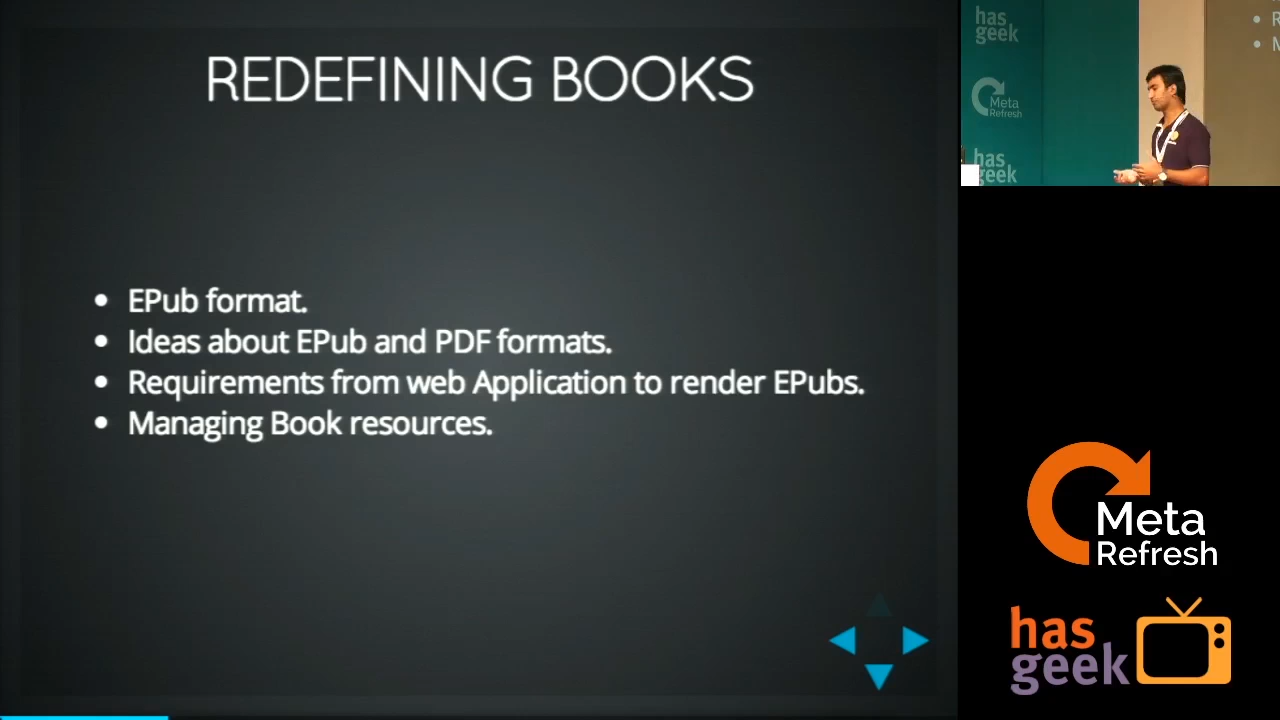 REDEFINING BOOKS
• EPub format.
• Ideas about EPub and PDF formats.
• Requirements from web Application to render EPubs.
• Managing Book resources.
has
geek
Meta
Refresh
has
geek
• R
• M
Meta
Refresh
has
geek